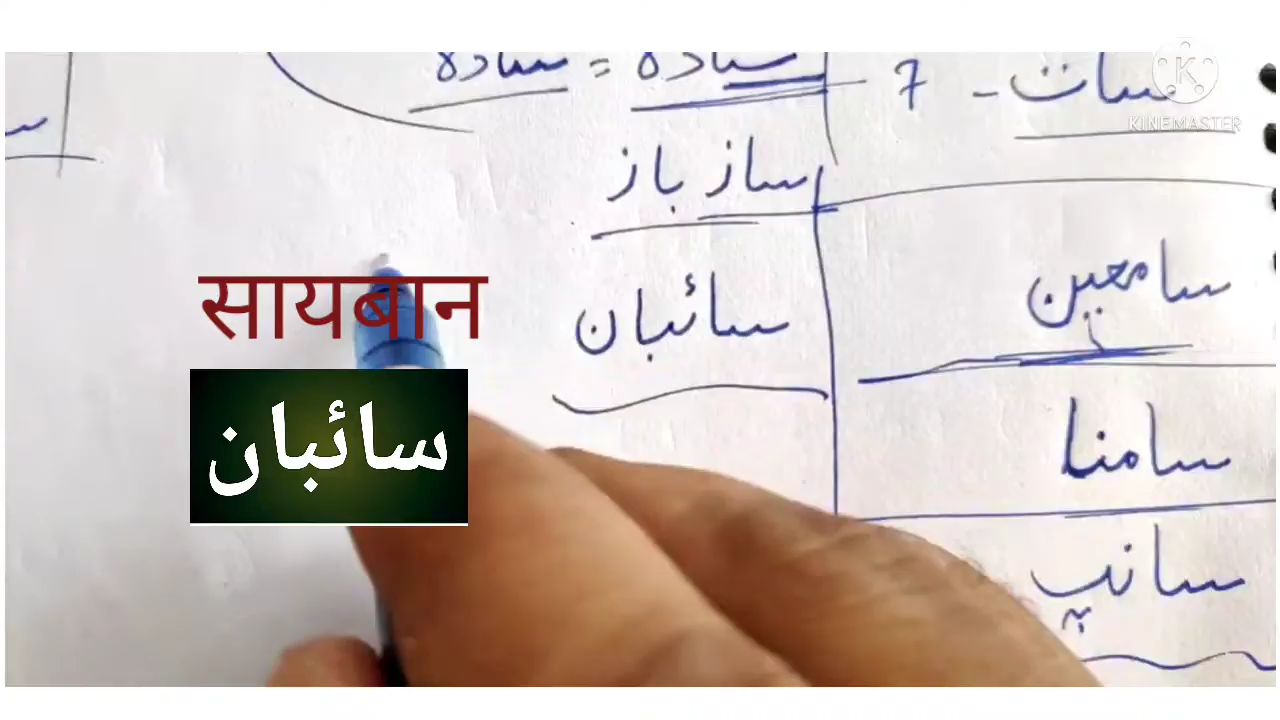 سات - 7
سادہ = سادہ
KINEMASTER
ساز باز
سامعین
سائبان
सायबान
سائبان
سامنا
سانپ